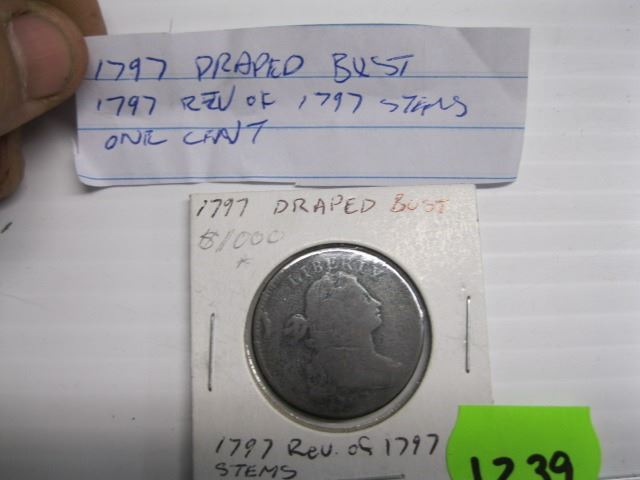 1797 DRAPED BUST
1797 REV OF 1797 STEMS
ONE CENT
1797 DRAPED BUST
$1000
LIBERTY
1797 Rev. of 1797
STEMS
1239